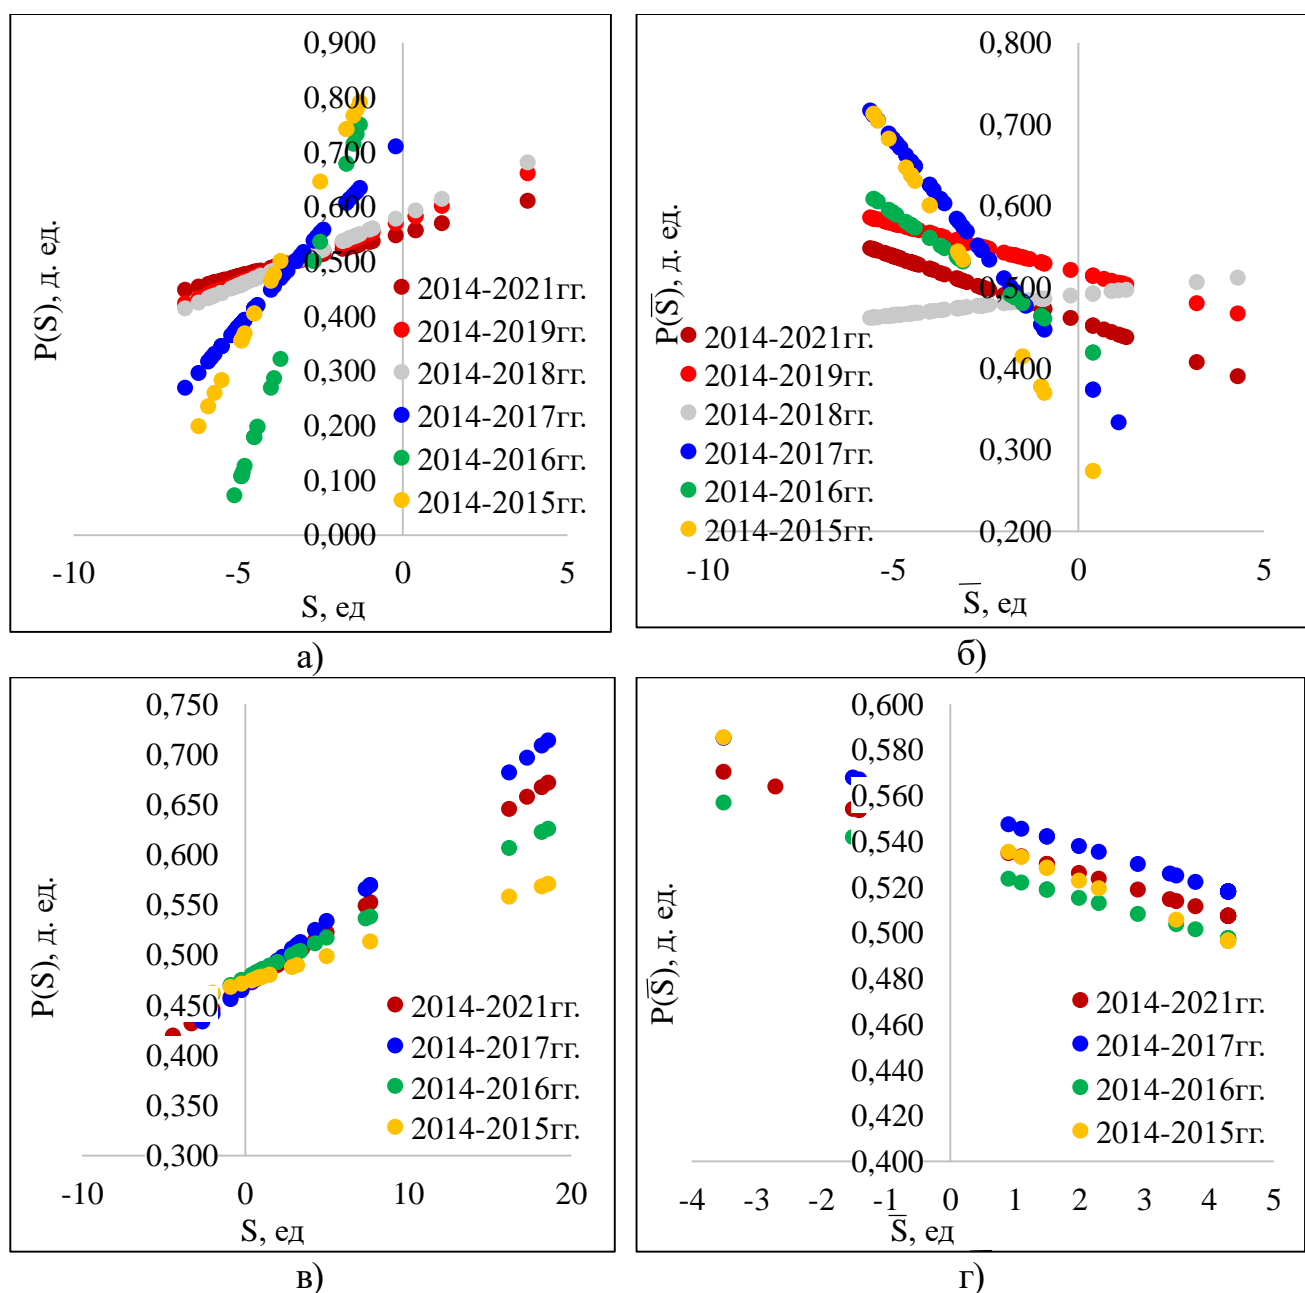 0,900
0,800
0,700
0,600
0,500
0,400
0,300
0,200
0,100
0,000
-10
-5
0
5
P(S), д. ед.
S, ед
2014-2021гг.
2014-2019гг.
2014-2018гг.
2014-2017гг.
2014-2016гг.
2014-2015гг.
а)
0,800
0,700
0,600
0,500
0,400
0,300
0,200
-10
-5
0
5
P(S̅), д. ед.
S̅, ед
2014-2021гг.
2014-2019гг.
2014-2018гг.
2014-2017гг.
2014-2016гг.
2014-2015гг.
б)
0,750
0,700
0,650
0,600
0,550
0,500
0,450
0,400
0,350
0,300
-10
0
10
20
P(S), д. ед.
S, ед
2014-2021гг.
2014-2017гг.
2014-2016гг.
2014-2015гг.
в)
0,600
0,580
0,560
0,540
0,520
0,500
0,480
0,460
0,440
0,420
0,400
-4
-3
-2
-1
0
1
2
3
4
5
P(S̅), д. ед.
S̅, ед
2014-2021гг.
2014-2017гг.
2014-2016гг.
2014-2015гг.
г)